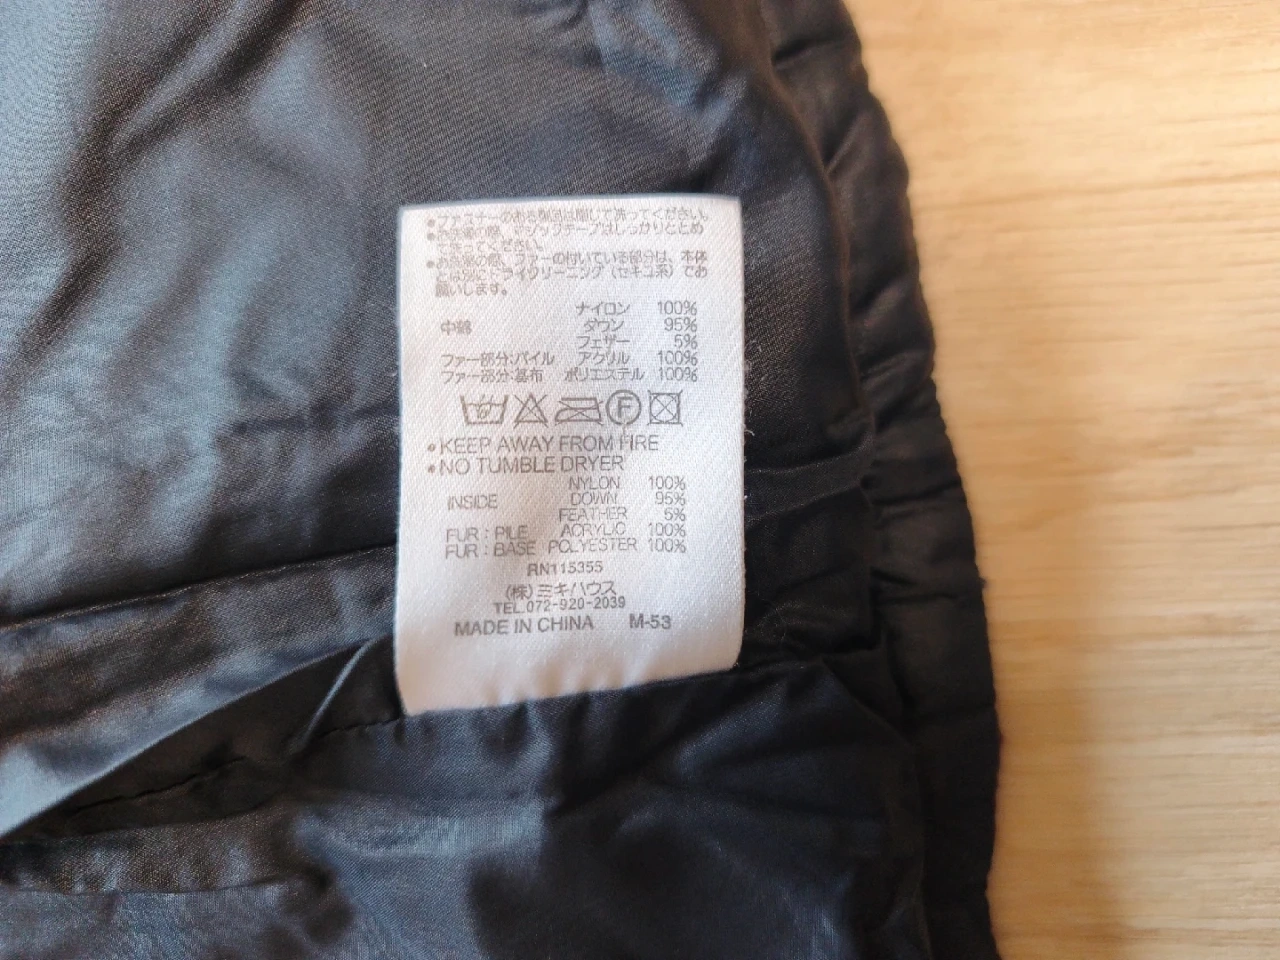 ●ファスナーのある製品は閉じて洗ってください。
●お洗濯の際、マジックテープはしっかりととめ
て洗ってください。
●お洗濯の際、ファーの付いている部分は、本体
とは別にドライクリーニング（セキユ系）でお
願いします。
ナイロン 100%
中綿 ダウン 95%
フェザー 5%
ファー部分:パイル アクリル 100%
ファー部分:基布 ポリエステル 100%
F
●KEEP AWAY FROM FIRE
●NO TUMBLE DRYER
NYLON 100%
INSIDE DOWN 95%
FEATHER 5%
FUR : PILE ACRYLIC 100%
FUR : BASE POLYESTER 100%
RN115355
(株)ミキハウス
TEL.072-920-2039
MADE IN CHINA M-53